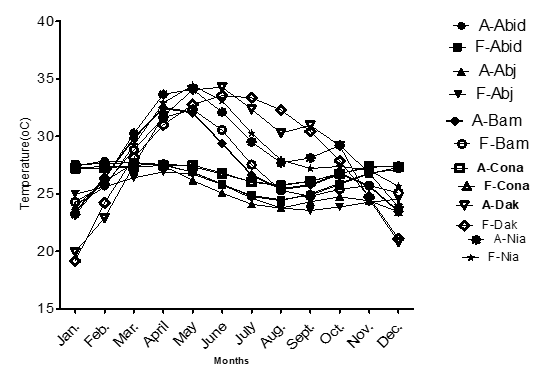 40
35
30
25
20
15
Temperature(oC)
Jan.
Feb.
Mar.
April
May
June
July
Aug.
Sept.
Oct.
Nov.
Dec.
Months
A-Abid
F-Abid
A-Abj
F-Abj
A-Bam
F-Bam
A-Cona
F-Cona
A-Dak
F-Dak
A-Nia
F-Nia